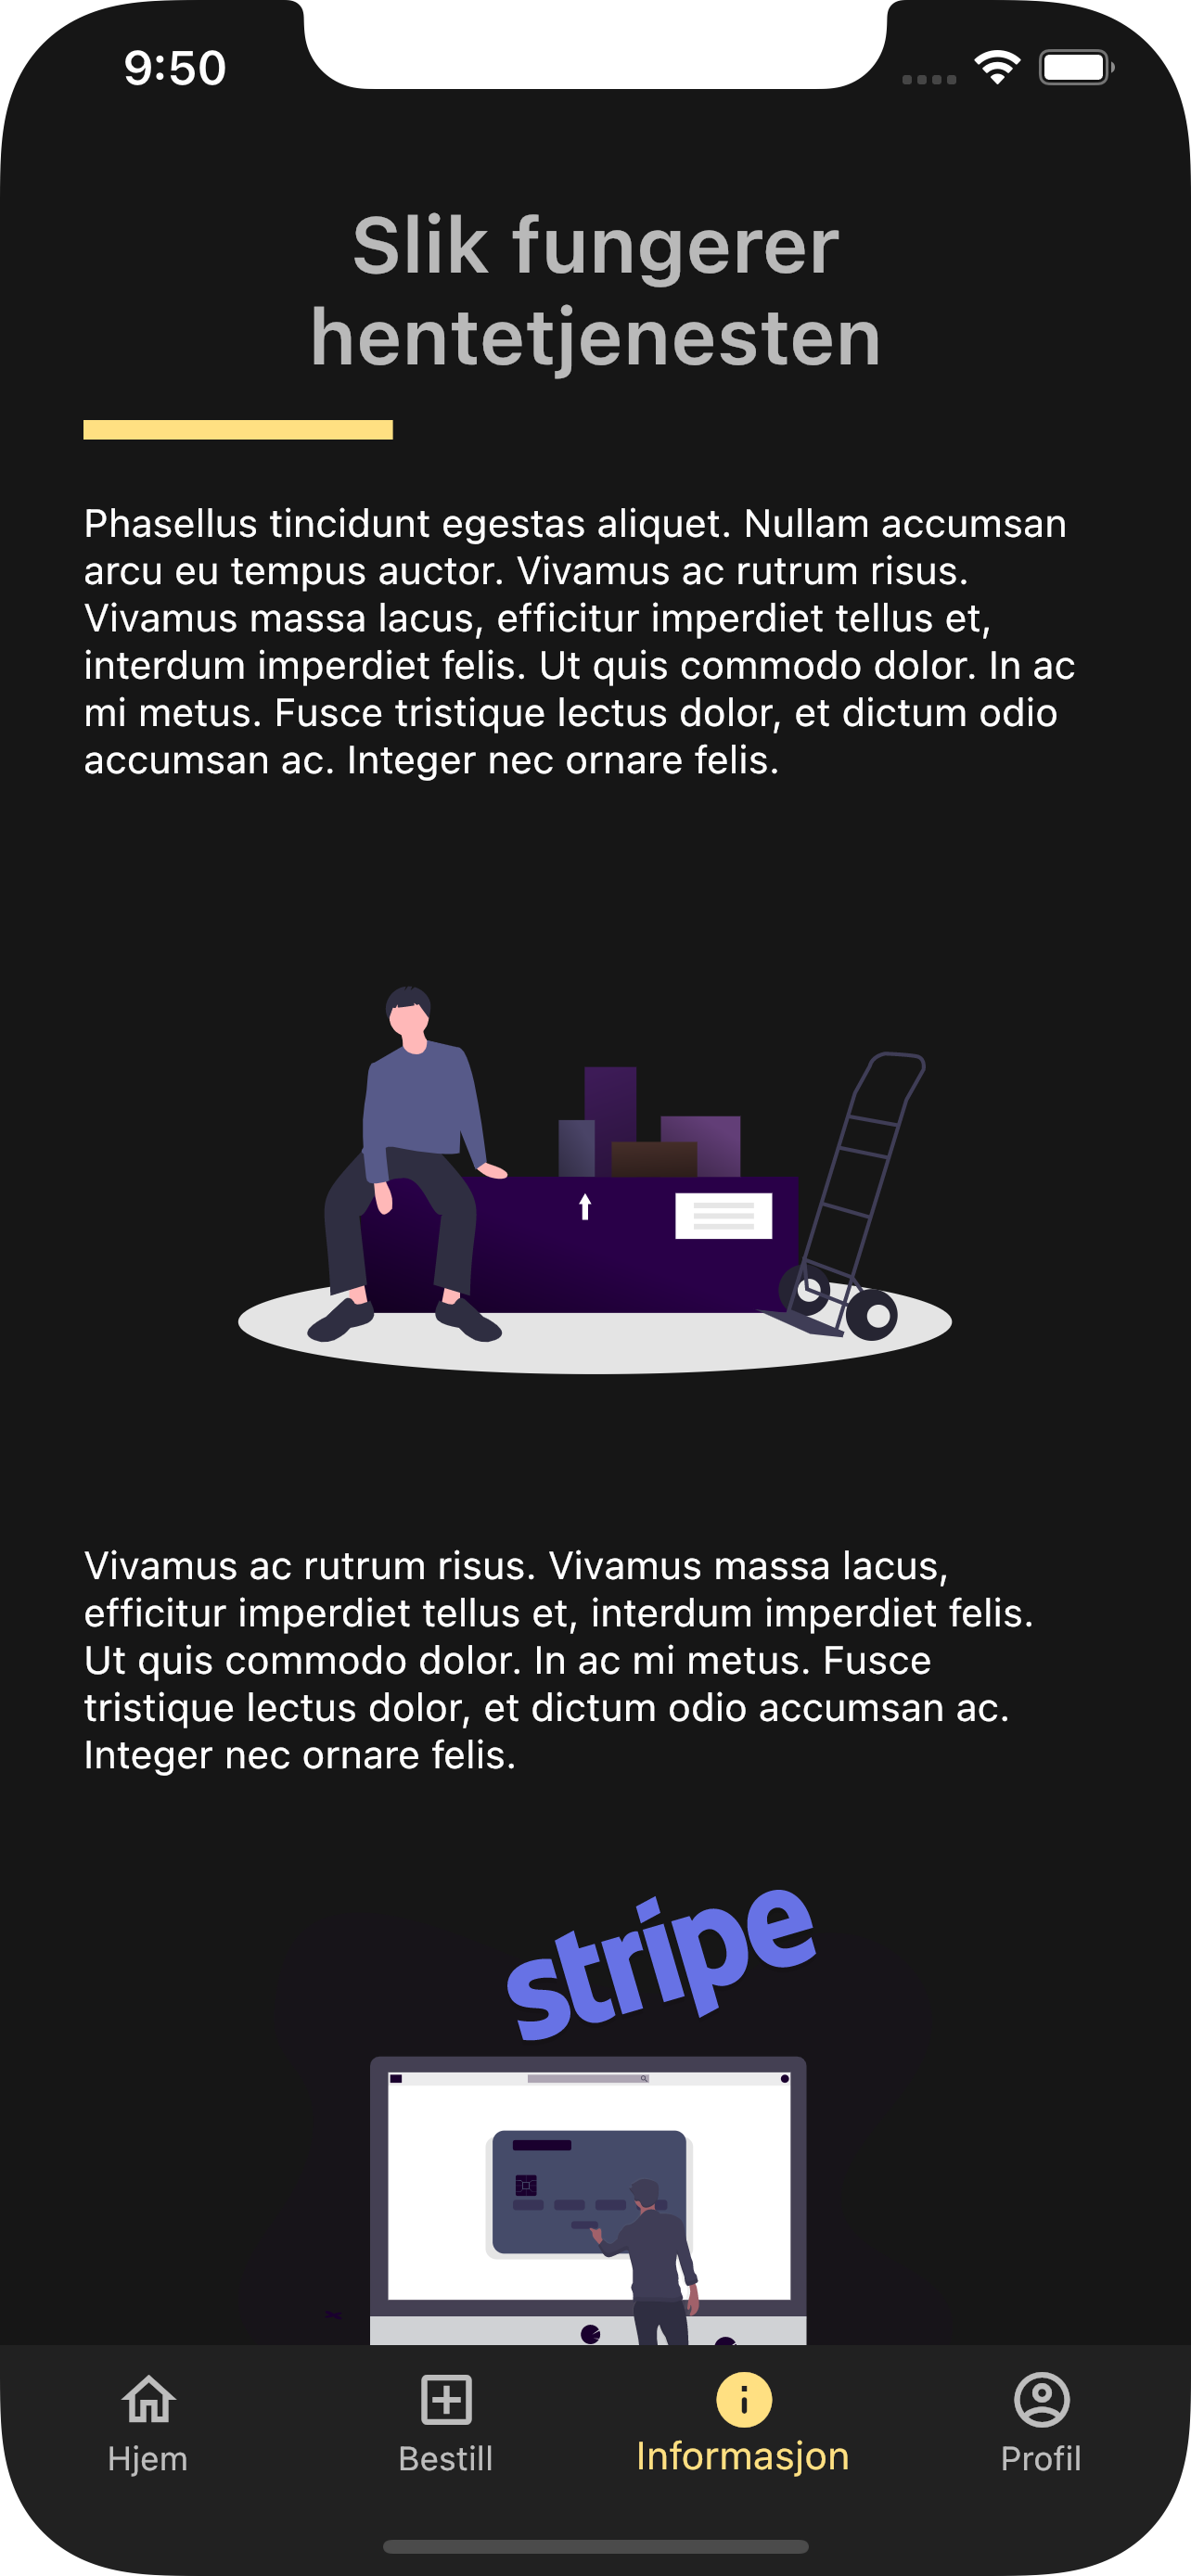 9:50
Slik fungerer
hentetjenesten
Phasellus tincidunt egestas aliquet. Nullam accumsan
arcu eu tempus auctor. Vivamus ac rutrum risus.
Vivamus massa lacus, efficitur imperdiet tellus et,
interdum imperdiet felis. Ut quis commodo dolor. In ac
mi metus. Fusce tristique lectus dolor, et dictum odio
accumsan ac. Integer nec ornare felis.
Vivamus ac rutrum risus. Vivamus massa lacus,
efficitur imperdiet tellus et, interdum imperdiet felis.
Ut quis commodo dolor. In ac mi metus. Fusce
tristique lectus dolor, et dictum odio accumsan ac.
Integer nec ornare felis.
stripe
Hjem
Bestill
Informasjon
Profil